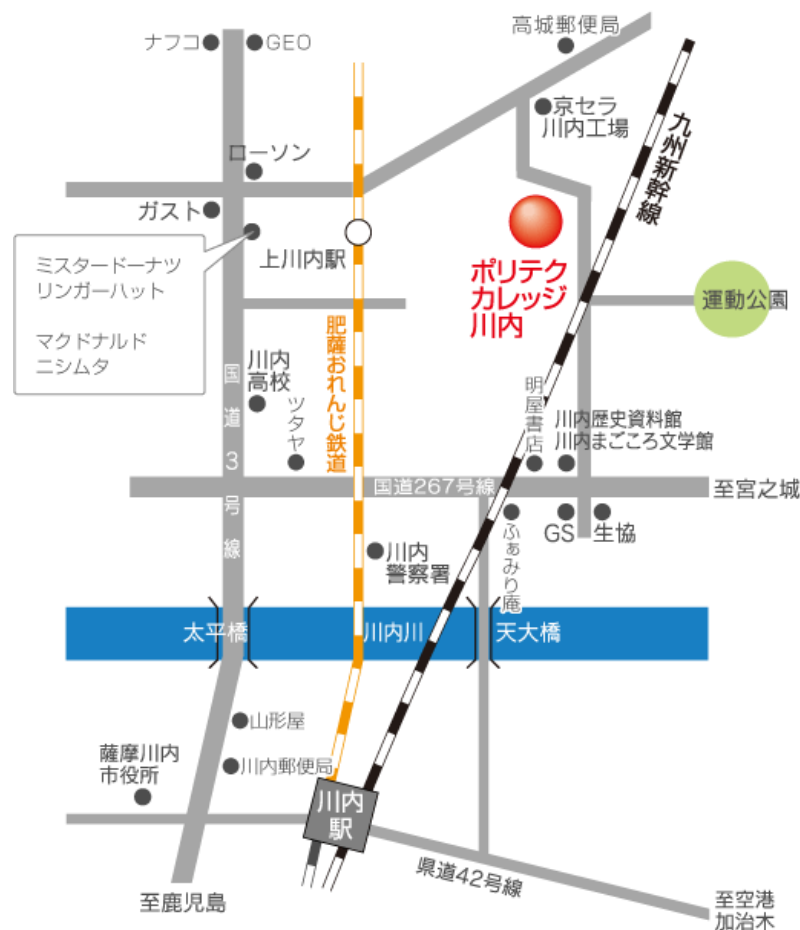 高城郵便局
ナフコ
GEO
京セラ
川内工場
九州新幹線
ローソン
ガスト
上川内駅
ミスタードーナツ
リンガーハット
マクドナルド
ニシムタ
ポリテク
カレッジ
川内
運動公園
肥薩おれんじ鉄道
川内
高校
国道3号線
ツタヤ
明屋書店
川内歴史資料館
川内まごころ文学館
国道267号線
至宮之城
ふぁみり庵
GS
生協
川内
警察署
太平橋
川内川
天大橋
山形屋
薩摩川内
市役所
川内郵便局
川内
駅
県道42号線
至鹿児島
至空港
加治木